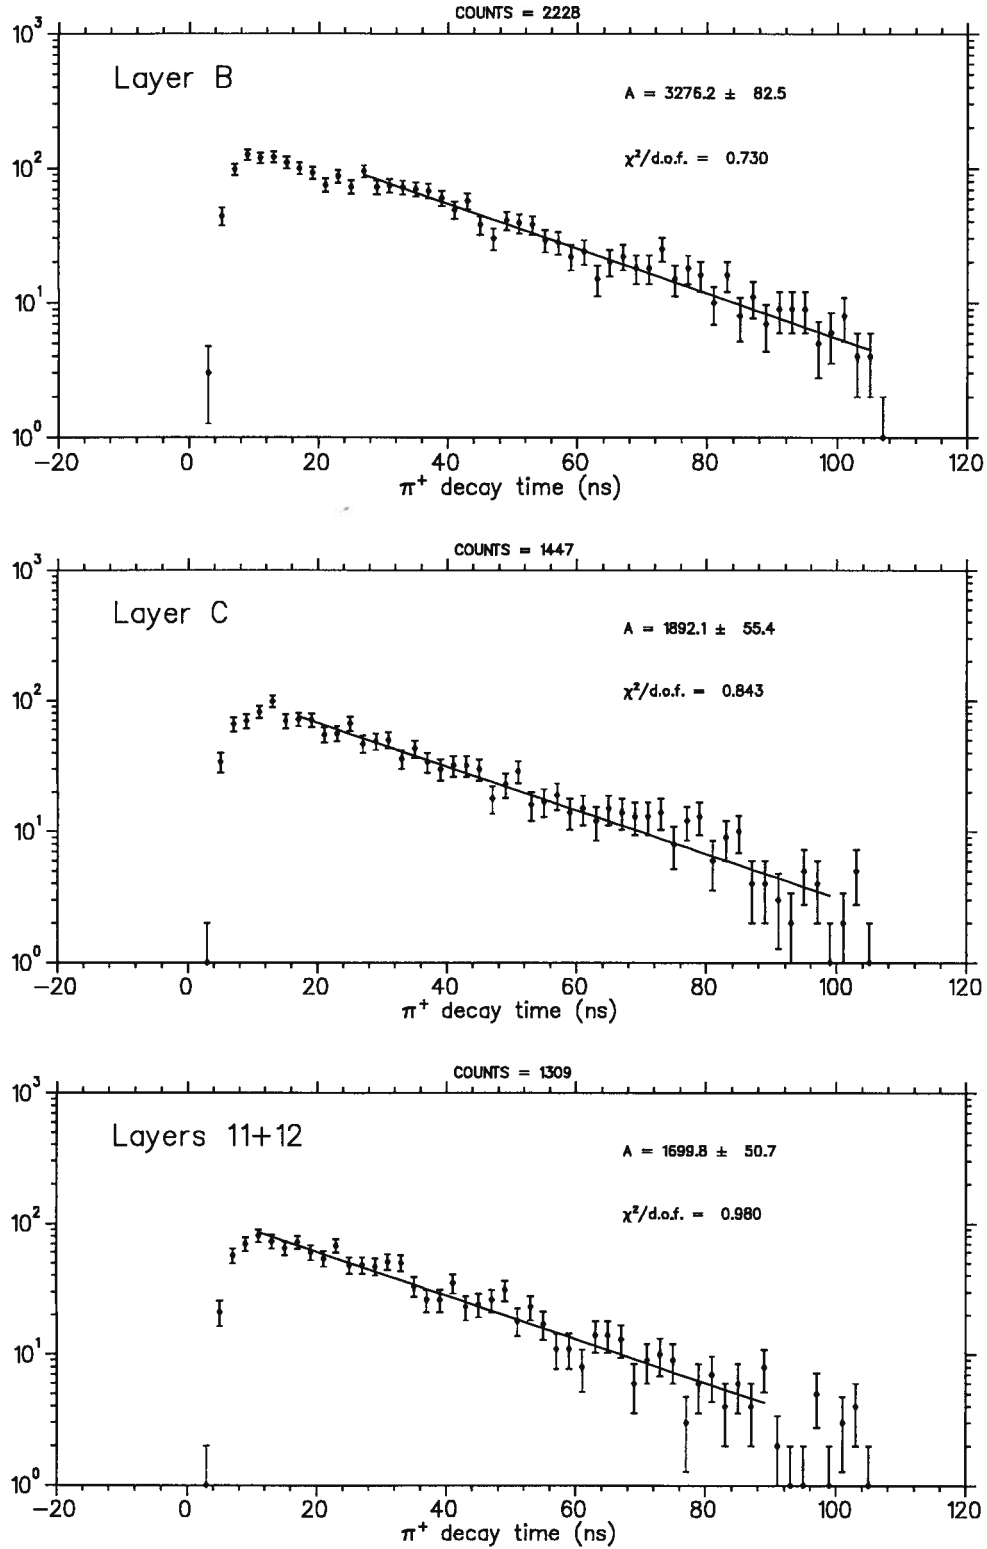 COUNTS = 2228
10³
Layer B
A = 3276.2 ± 82.5
10²
χ²/d.o.f. = 0.730
10¹
10⁰
−20 0 20 40 60 80 100 120
π⁺ decay time (ns)
COUNTS = 1447
10³
Layer C
A = 1892.1 ± 55.4
10²
χ²/d.o.f. = 0.843
10¹
10⁰
−20 0 20 40 60 80 100 120
π⁺ decay time (ns)
COUNTS = 1309
10³
Layers 11+12
A = 1699.8 ± 50.7
10²
χ²/d.o.f. = 0.980
10¹
10⁰
−20 0 20 40 60 80 100 120
π⁺ decay time (ns)